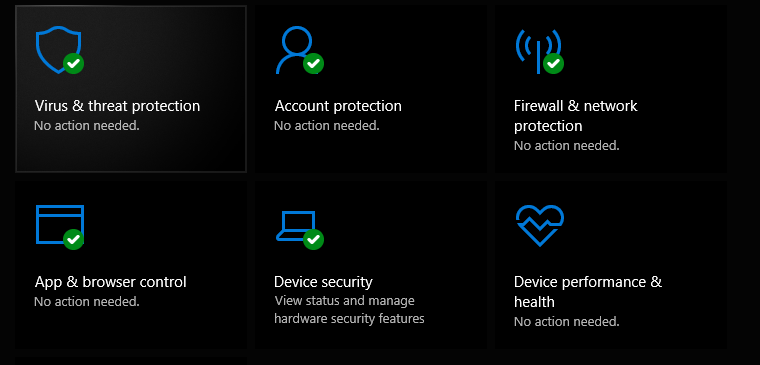 Virus & threat protection
No action needed.
Account protection
No action needed.
Firewall & network
protection
No action needed.
App & browser control
No action needed.
Device security
View status and manage
hardware security features
Device performance &
health
No action needed.